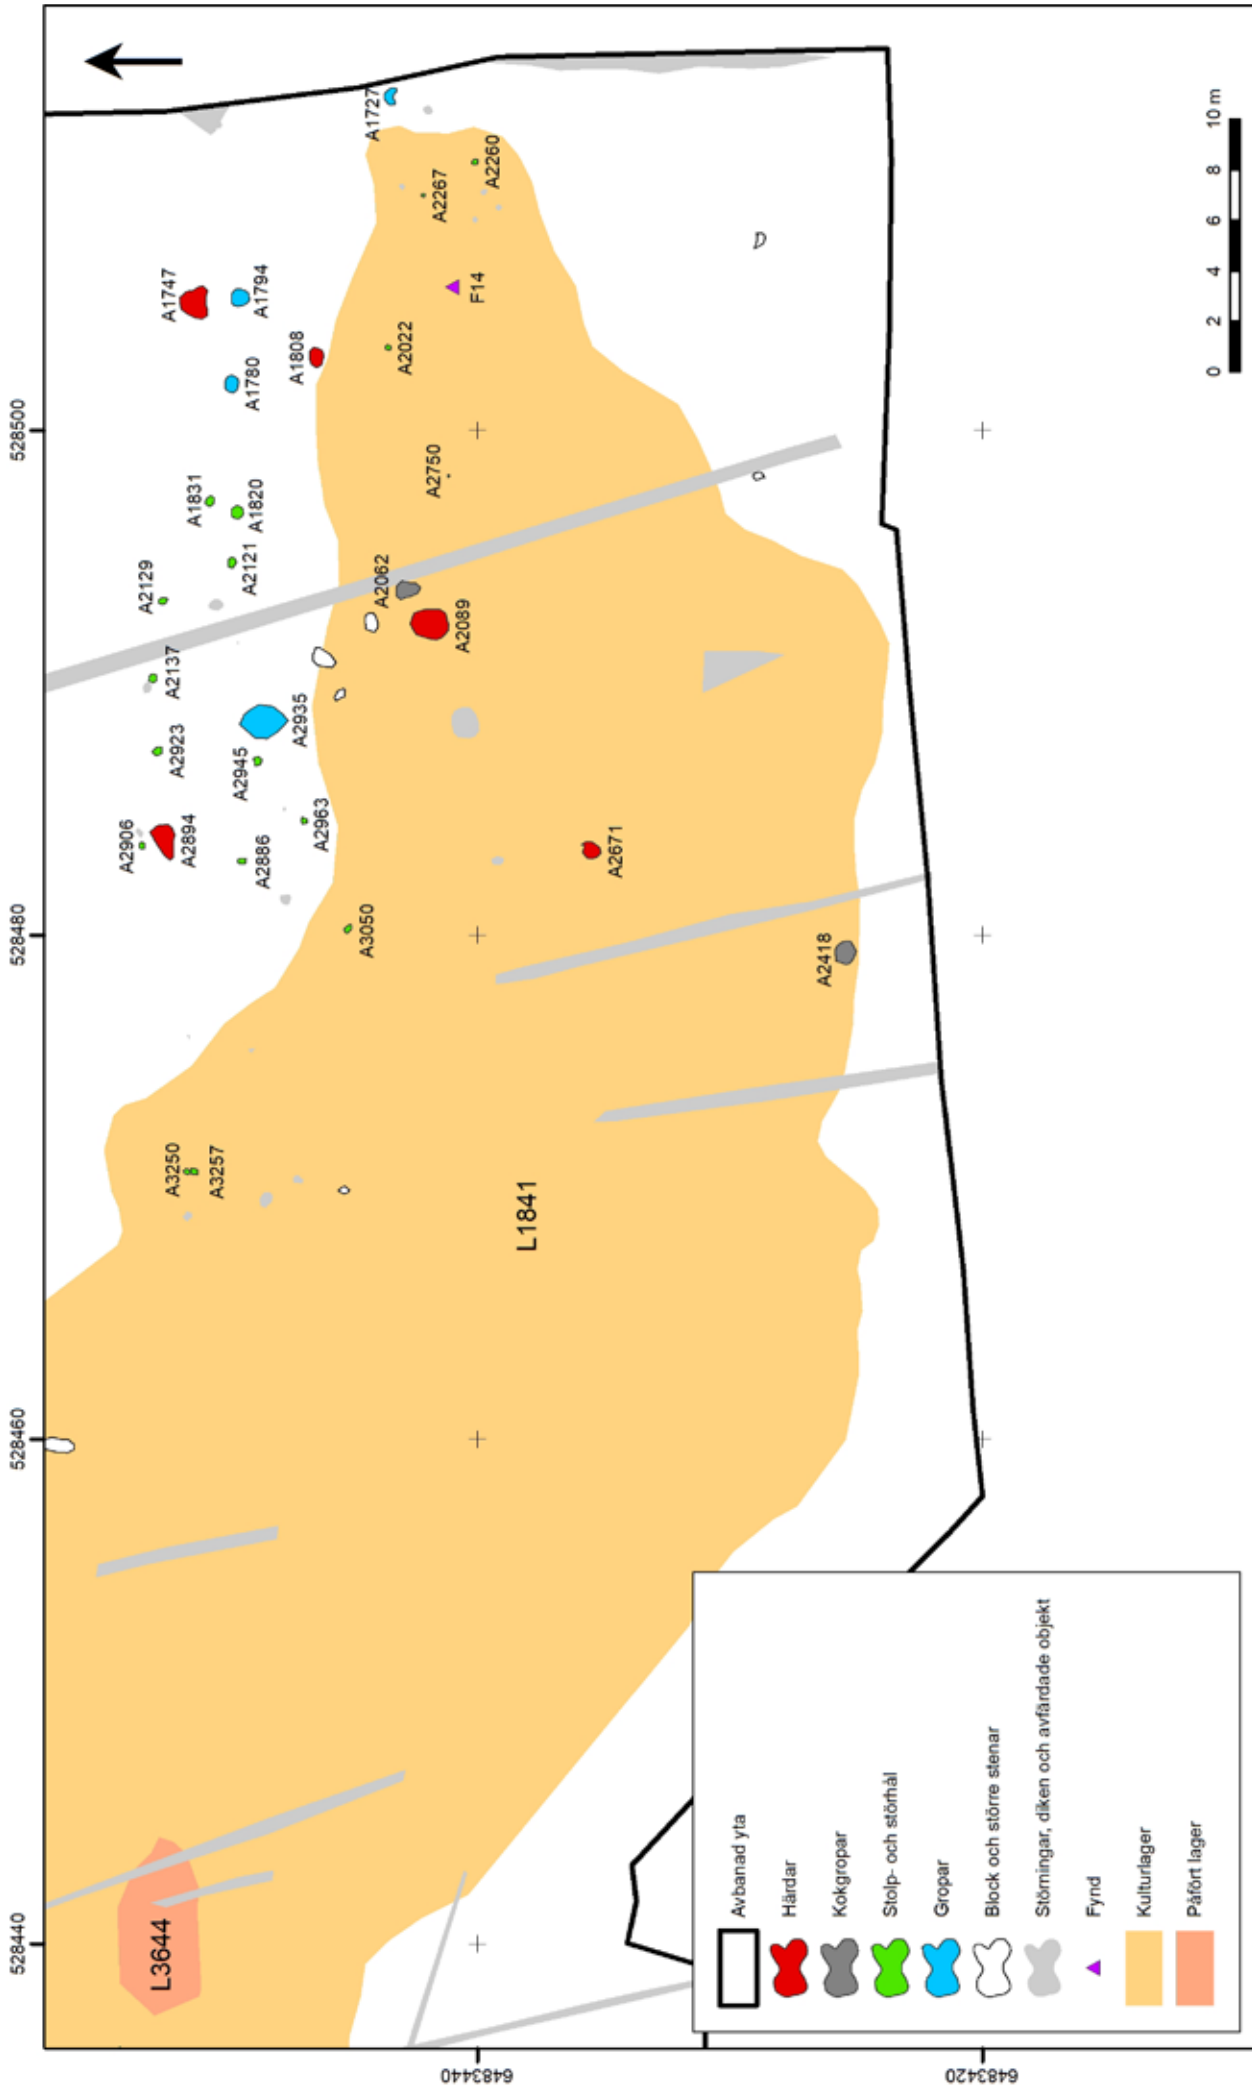 528440
528460
528480
528500
6483440
6483420
L3644
L1841
A3250
A3257
A3050
A2906
A2894
A2886
A2923
A2945
A2963
A2935
A2137
A2129
A2121
A1831
A1820
A1780
A1747
A1794
A1808
A1727
A2062
A2089
A2750
A2022
F14
A2267
A2260
A2671
A2418
Avbanad yta
Härdar
Kokgropar
Stolp- och störhål
Gropar
Block och större stenar
Störningar, diken och avfärdade objekt
Fynd
Kulturlager
Påfört lager
0 2 4 6 8 10 m